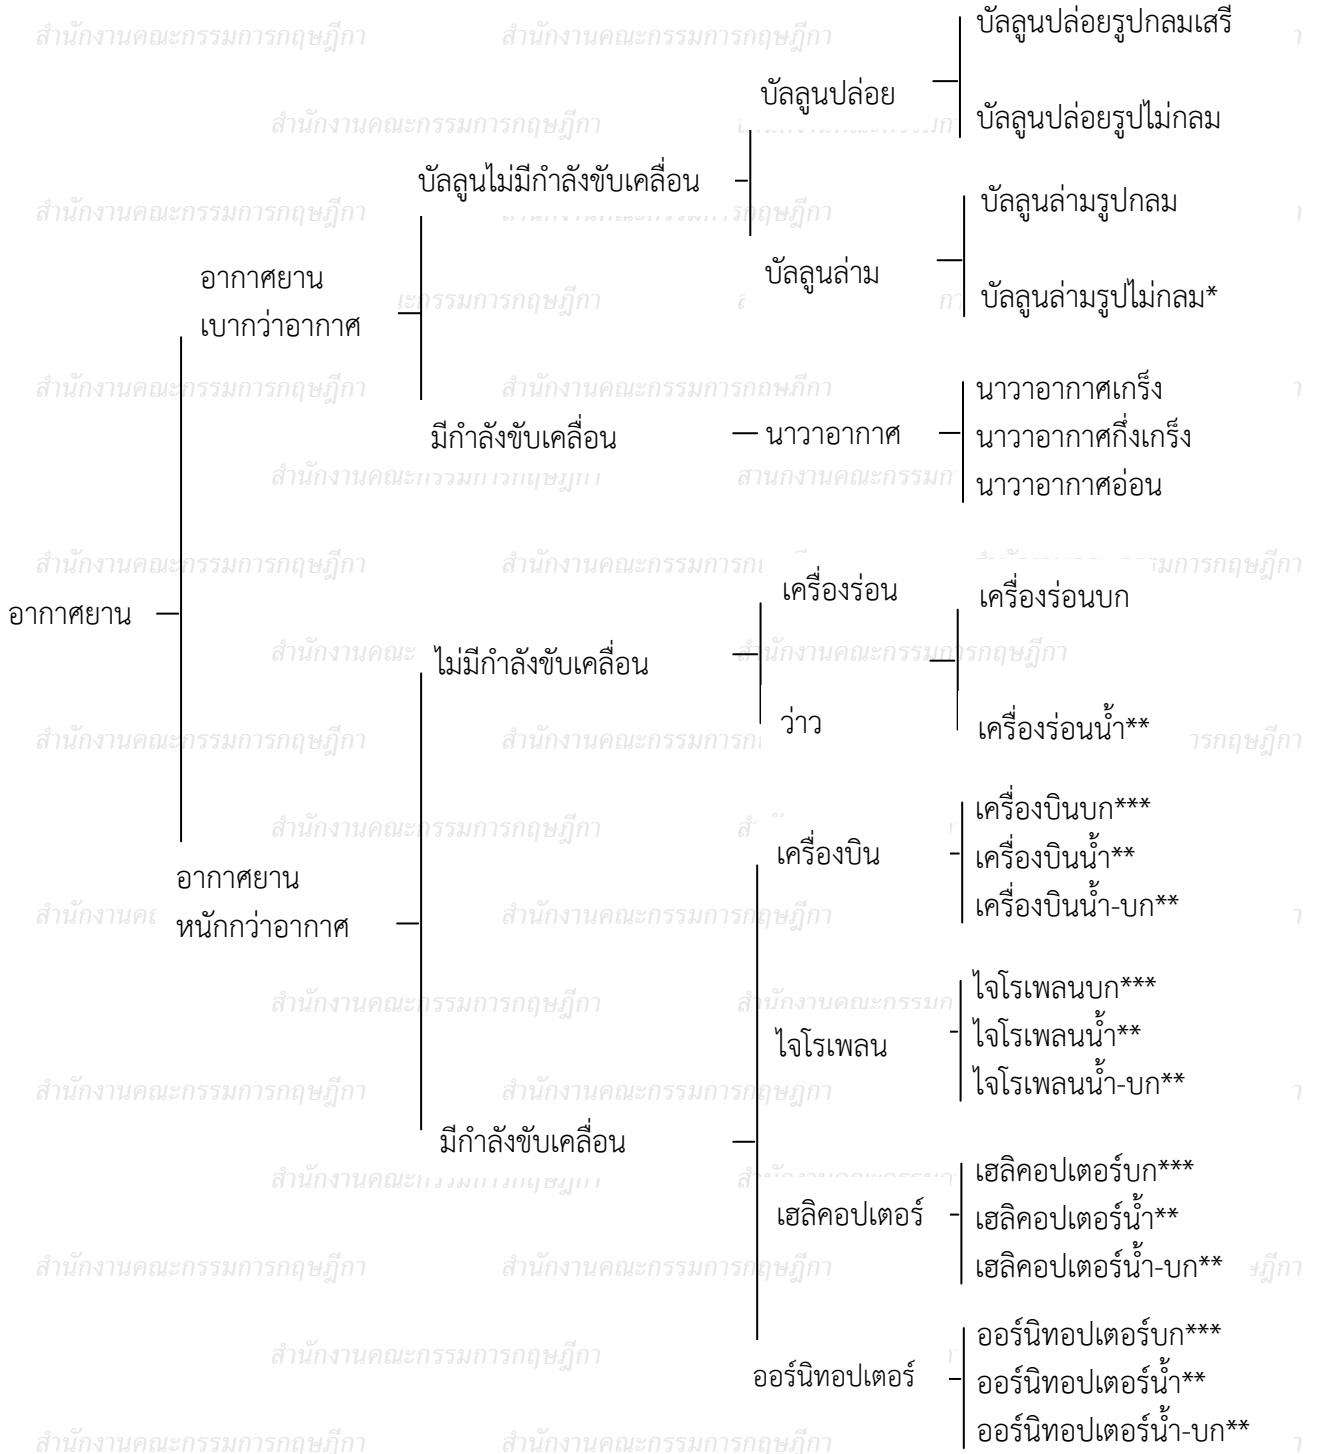 อากาศยาน
อากาศยาน
เบากว่าอากาศ
บัลลูนไม่มีกำลังขับเคลื่อน
บัลลูนปล่อย
บัลลูนปล่อยรูปกลมเสรี
บัลลูนปล่อยรูปไม่กลม
บัลลูนล่าม
บัลลูนล่ามรูปกลม
บัลลูนล่ามรูปไม่กลม*
มีกำลังขับเคลื่อน
นาวาอากาศ
นาวาอากาศเกร็ง
นาวาอากาศกึ่งเกร็ง
นาวาอากาศอ่อน
อากาศยาน
หนักกว่าอากาศ
ไม่มีกำลังขับเคลื่อน
เครื่องร่อน
เครื่องร่อนบก
เครื่องร่อนน้ำ**
ว่าว
มีกำลังขับเคลื่อน
เครื่องบิน
เครื่องบินบก***
เครื่องบินน้ำ**
เครื่องบินน้ำ-บก**
ไจโรเพลน
ไจโรเพลนบก***
ไจโรเพลนน้ำ**
ไจโรเพลนน้ำ-บก**
เฮลิคอปเตอร์
เฮลิคอปเตอร์บก***
เฮลิคอปเตอร์น้ำ**
เฮลิคอปเตอร์น้ำ-บก**
ออร์นิทอปเตอร์
ออร์นิทอปเตอร์บก***
ออร์นิทอปเตอร์น้ำ**
ออร์นิทอปเตอร์น้ำ-บก**
สำนักงานคณะกรรมการกฤษฎีกา